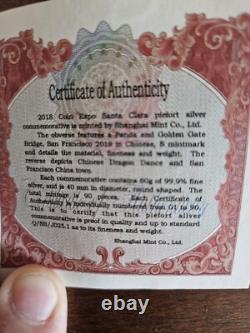 Certificate of Authenticity
2018 Coin Expo Santa Clara piefort silver
commemorative is minted by Shanghai Mint Co., Ltd.
The obverse features a Panda and Golden Gate
Bridge, San Francisco 2018 in Chinese, S mintmark
and details the material, fineness and weight. The
reverse depicts Chinese Dragon Dance and San
Francisco China town.
Each commemorative contains 60g of 99.9% fine
silver, and is 40 mm in diameter, round shaped. The
total mintage is 90 pieces. Each Certificate of
Authenticity is individually numbered from 01 to 90.
This is to certify that this piefort silver
commemorative is proof in quality and up to standard
Q/BB/J025.1 as to its fineness and weight.
Shanghai Mint Co., Ltd.